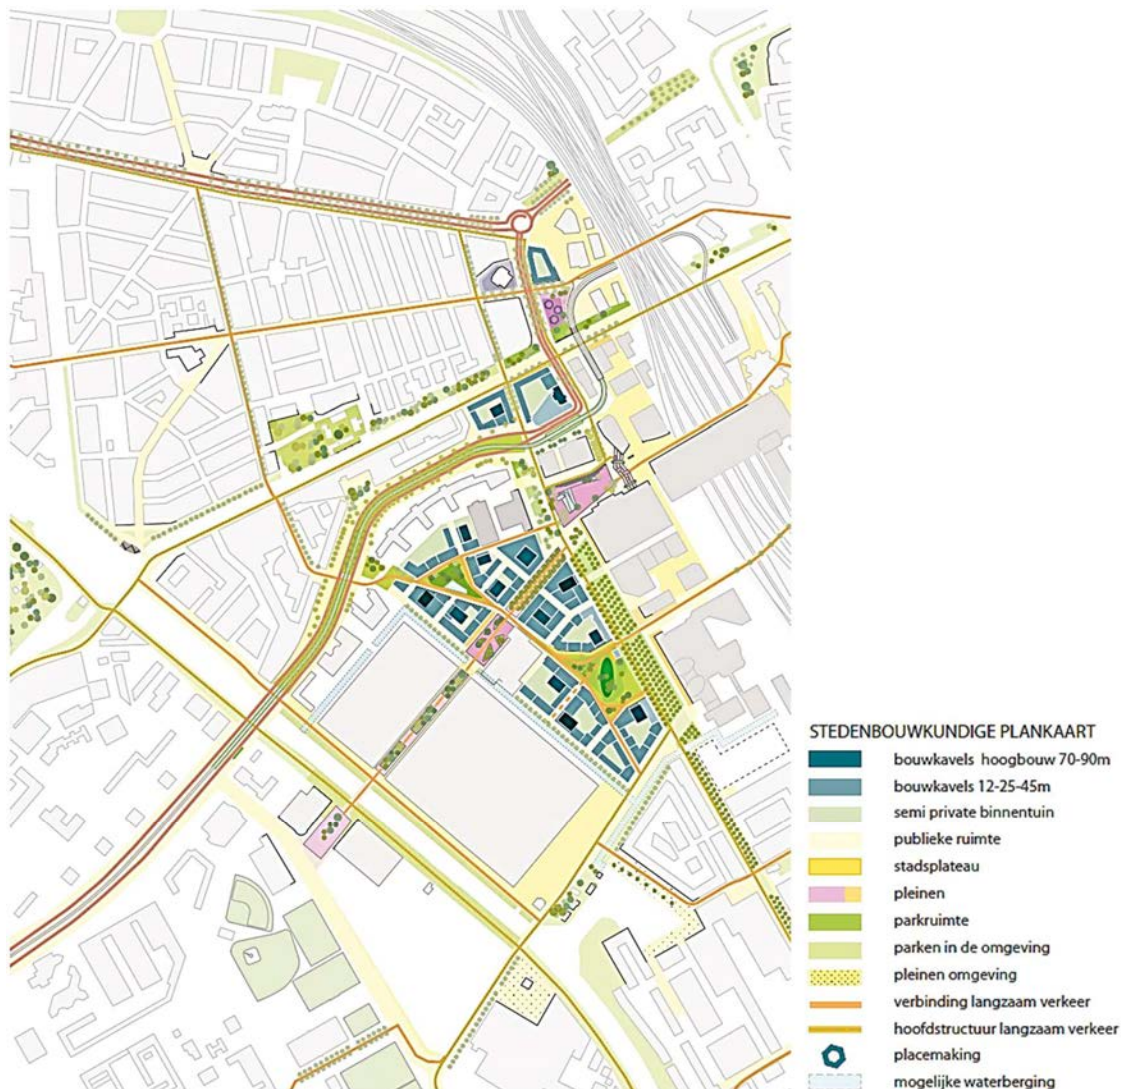 STEDENBOUWKUNDIGE PLANKAART
bouwkavels hoogbouw 70-90m
bouwkavels 12-25-45m
semi private binnentuin
publieke ruimte
stadsplateau
pleinen
parkruimte
parken in de omgeving
pleinen omgeving
verbinding langzaam verkeer
hoofdstructuur langzaam verkeer
placemaking
mogelijke waterberging